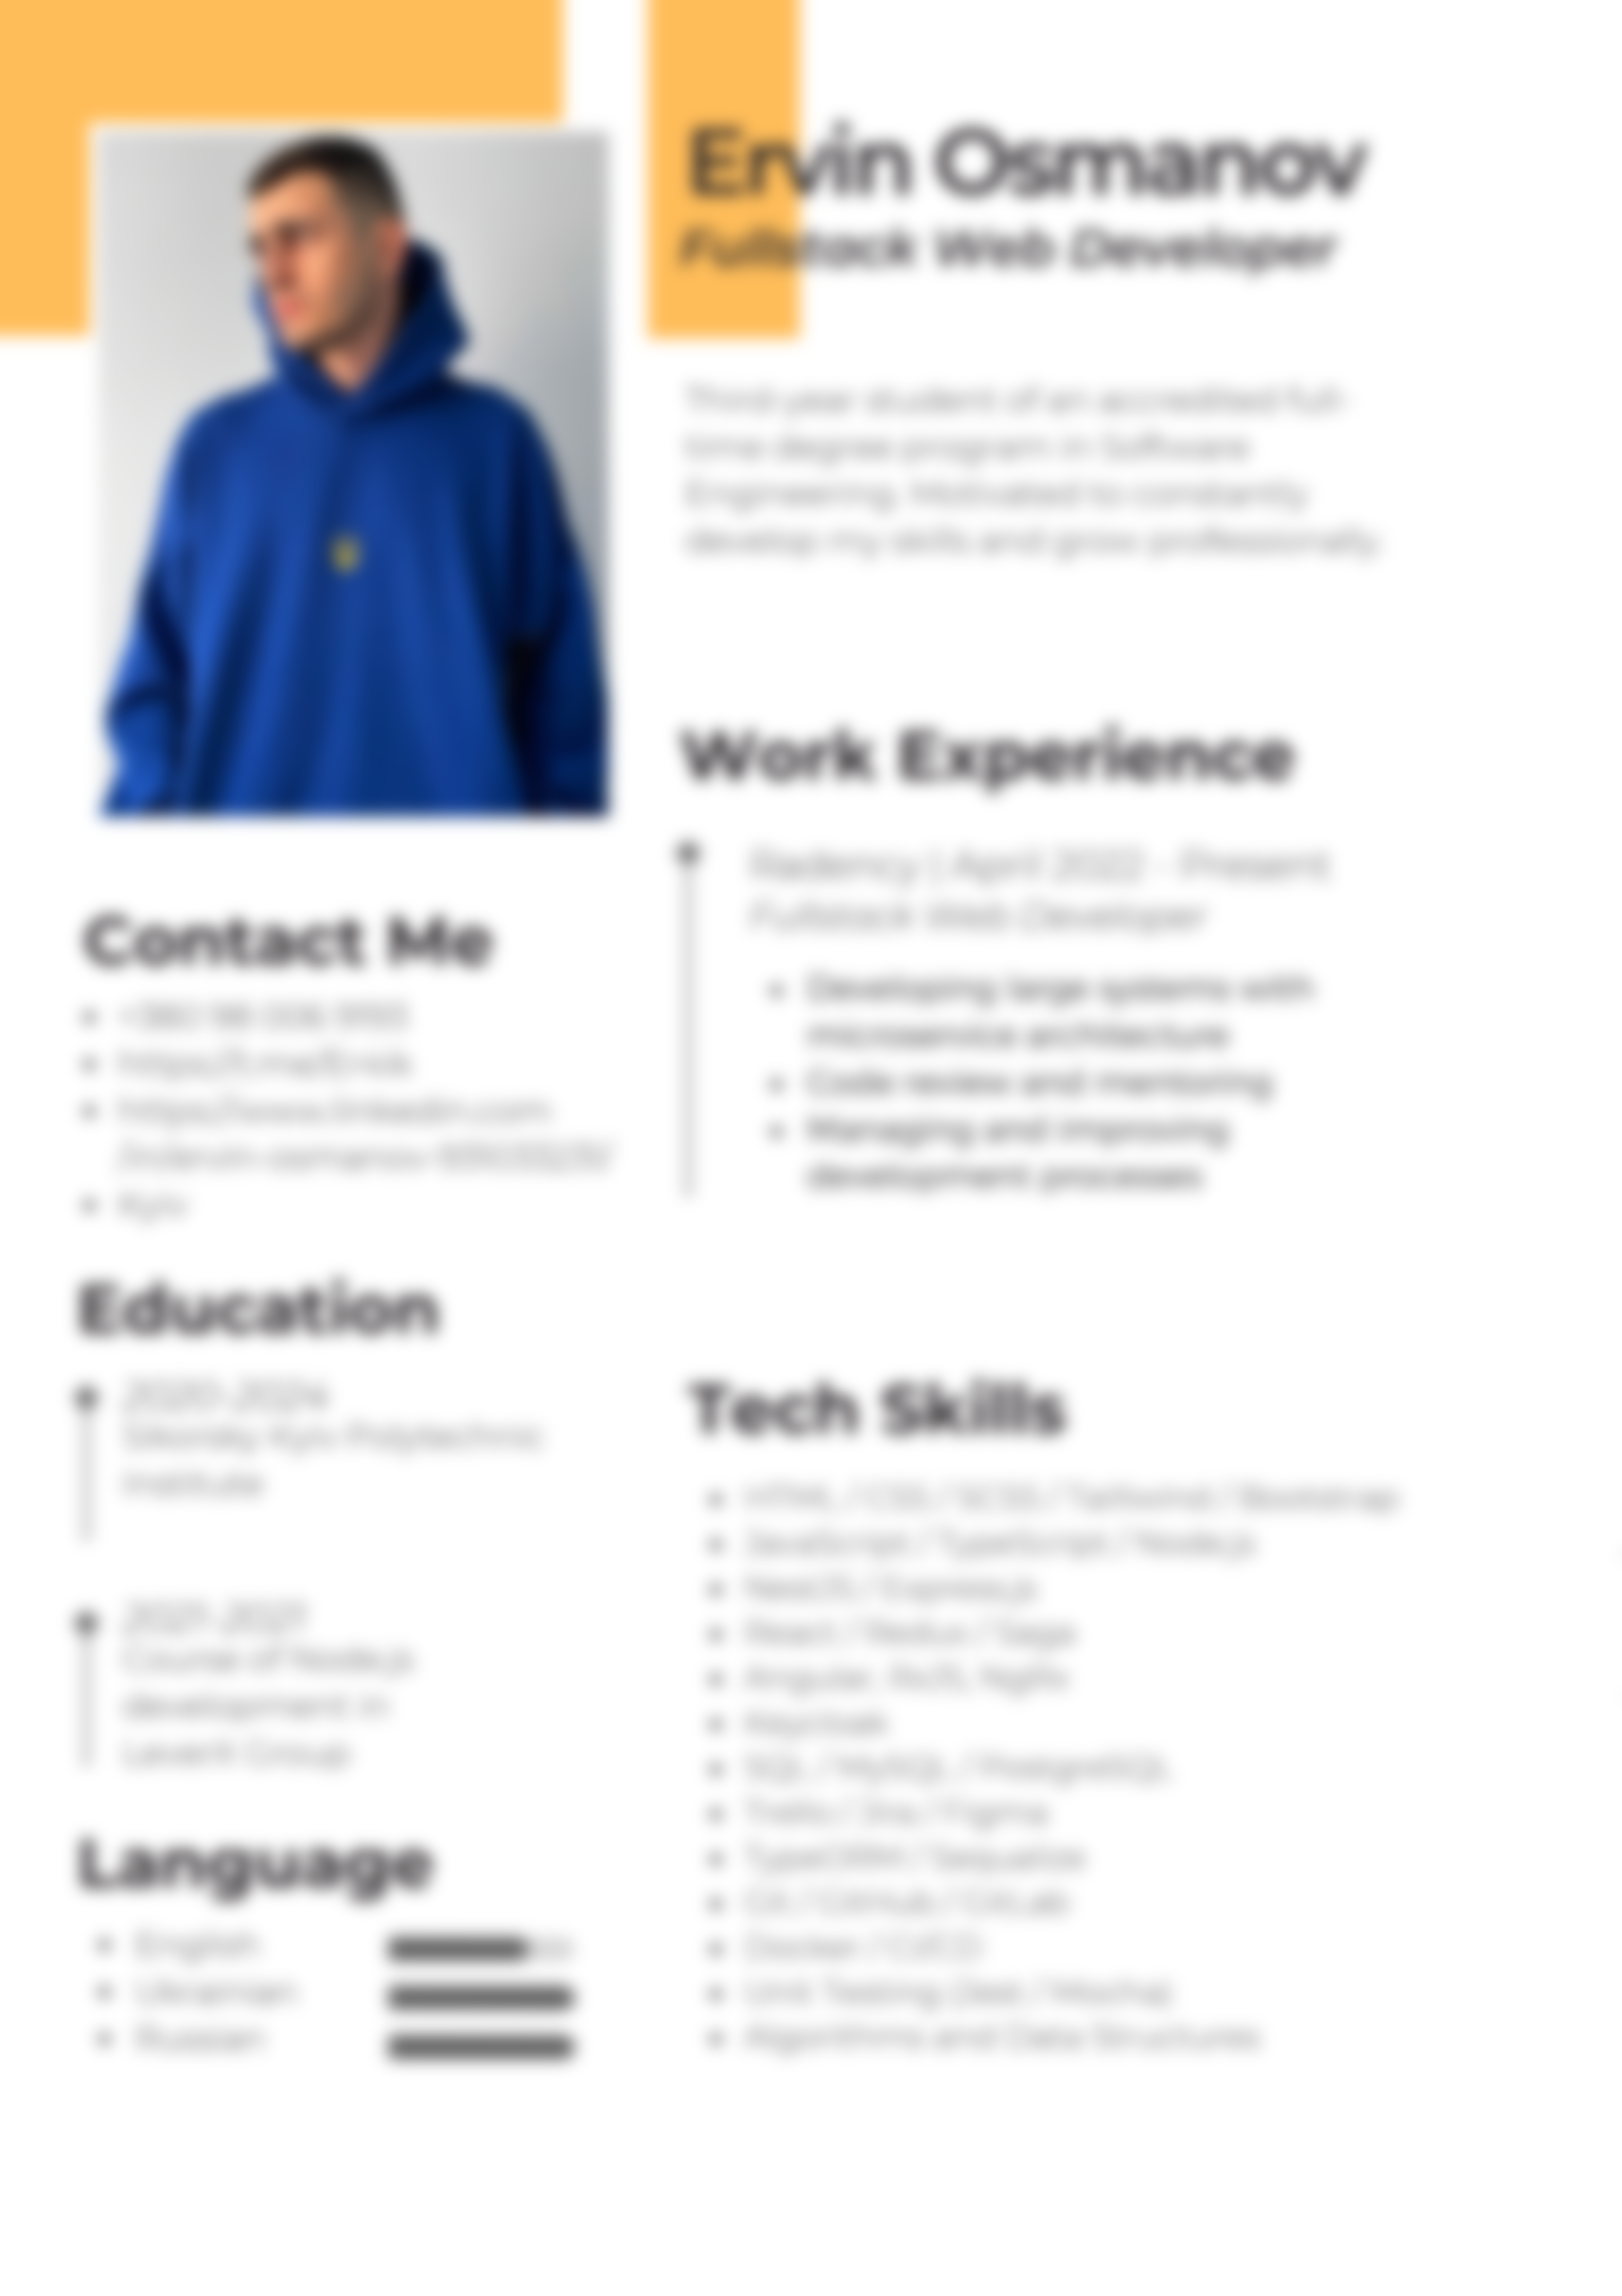 Ervin Osmanov
Fullstack Web Developer
Third year student of an accredited full-
time degree program in Software
Engineering. Motivated to constantly
develop my skills and grow professionally.
Work Experience
Radency | April 2022 - Present
Fullstack Web Developer
Developing large systems with
microservice architecture
Code review and mentoring
Managing and improving
development processes
Contact Me
https://www.linkedin.com
Kyiv
Education
2020-2024
Sikorsky Kyiv Polytechnic
Institute
2021-2021
Course of Node.js
development in
Group
Language
English
Ukrainian
Russian
Tech Skills
HTML / CSS / SCSS / Tailwind / Bootstrap
JavaScript / TypeScript / Node.js
NestJS / Express.js
React / Redux / Saga
Angular, RxJS, NgRx
Keycloak
SQL / MySQL / PostgreSQL
Trello / Jira / Figma
TypeORM / Sequelize
Git / GitHub / GitLab
Docker / CI/CD
Unit Testing (Jest / Mocha)
Algorithms and Data Structures